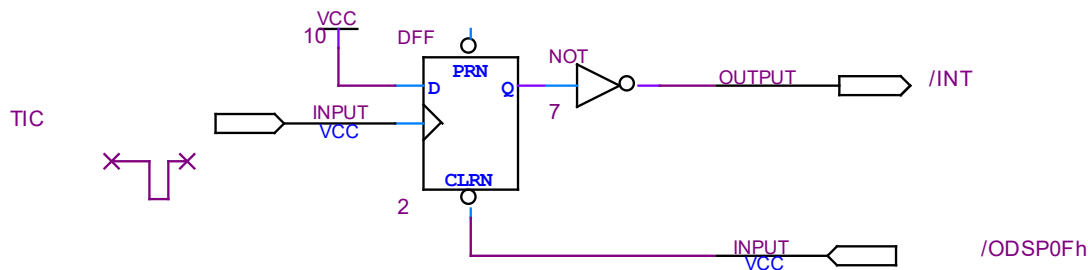 VCC
10
DFF
PRN
NOT
D
Q
OUTPUT
/INT
TIC
INPUT
VCC
7
CLRN
2
INPUT
VCC
/ODSP0Fh